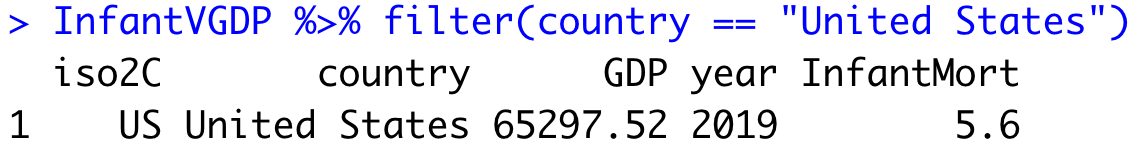 > InfantVGDP %>% filter(country == "United States")
iso2C country GDP year InfantMort
1 US United States 65297.52 2019 5.6